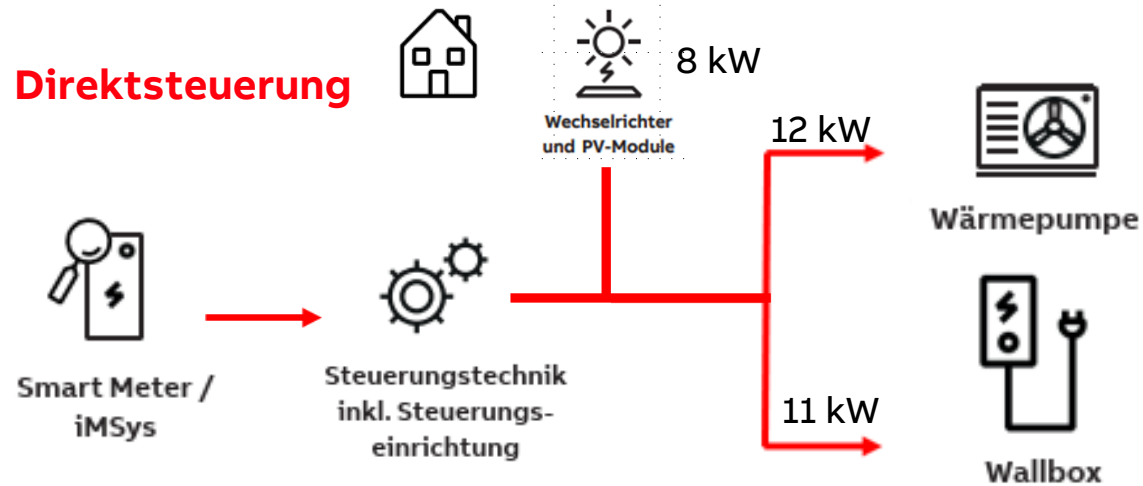 Direktsteuerung
8 kW
Wechselrichter
und PV-Module
12 kW
Wärmepumpe
Smart Meter /
iMSys
Steuerungstechnik
inkl. Steuerungs-
einrichtung
11 kW
Wallbox